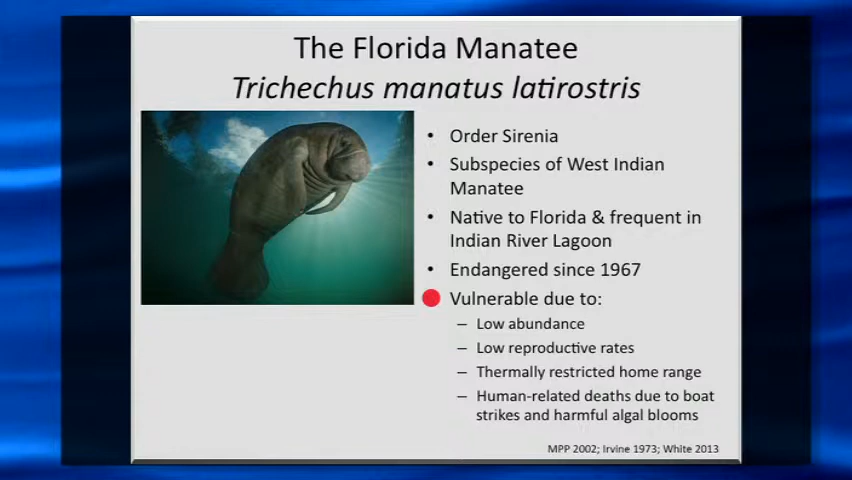 The Florida Manatee
Trichechus manatus latirostris
• Order Sirenia
• Subspecies of West Indian
Manatee
• Native to Florida & frequent in
Indian River Lagoon
• Endangered since 1967
Vulnerable due to:
– Low abundance
– Low reproductive rates
– Thermally restricted home range
– Human-related deaths due to boat
strikes and harmful algal blooms
MPP 2002; Irvine 1973; White 2013